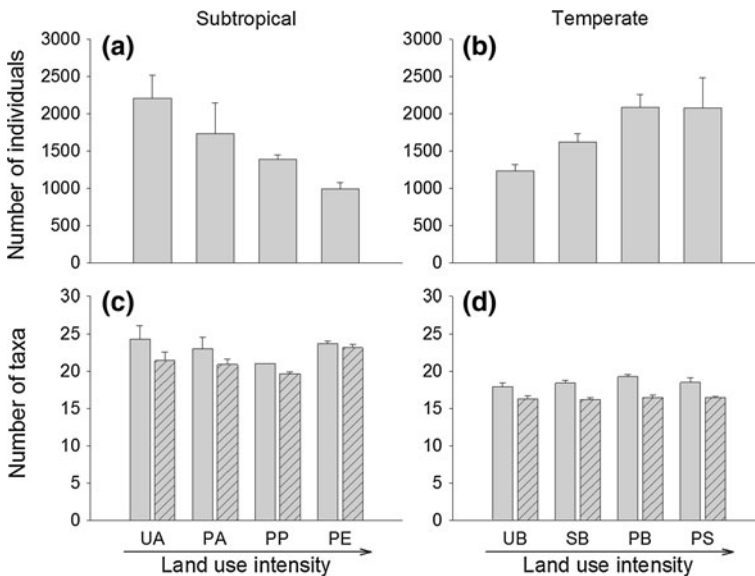 Subtropical Temperate
(a) (b)
Number of individuals
3000 3000
2500 2500
2000 2000
1500 1500
1000 1000
500 500
0 0
(c) (d)
Number of taxa
30 30
25 25
20 20
15 15
10 10
5 5
0 0
UA PA PP PE UB SB PB PS
Land use intensity Land use intensity